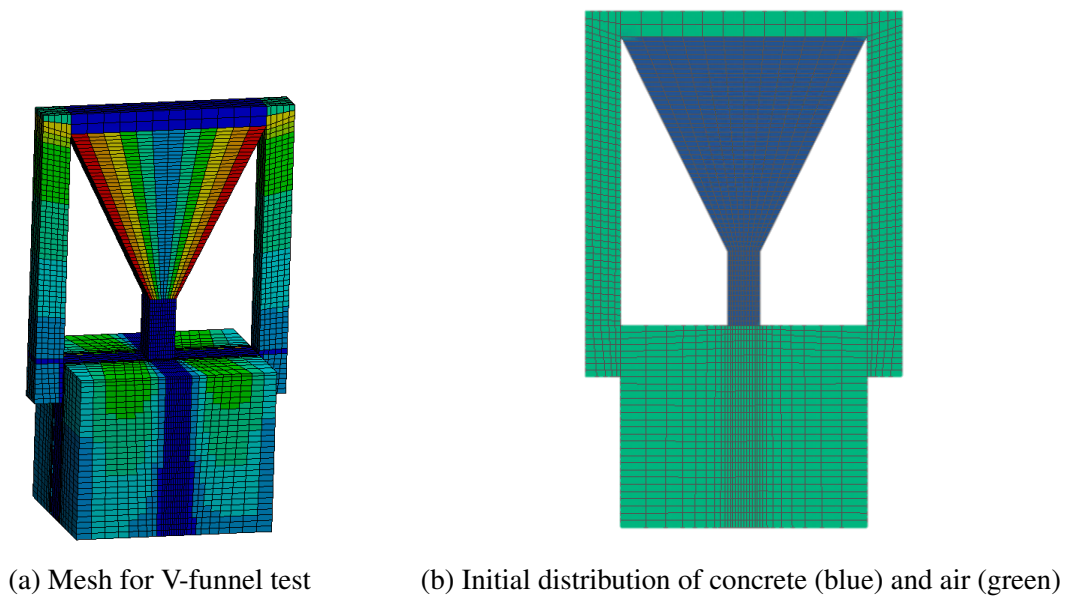 (a) Mesh for V-funnel test
(b) Initial distribution of concrete (blue) and air (green)